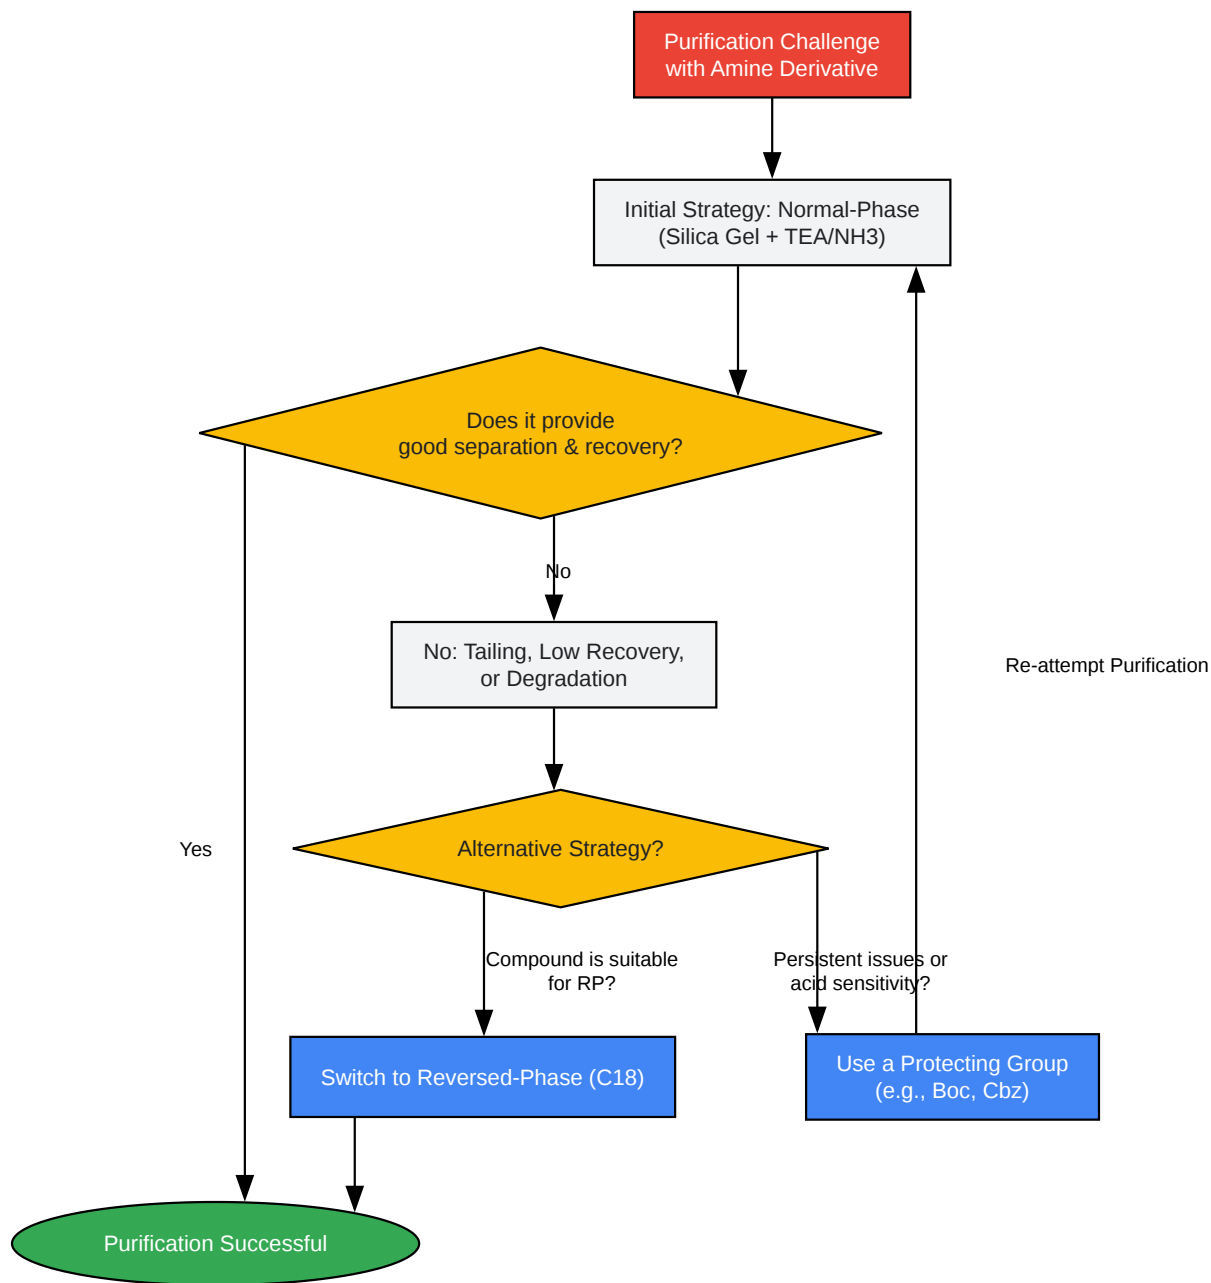 Purification Challenge
with Amine Derivative
Initial Strategy: Normal-Phase
(Silica Gel + TEA/NH3)
Does it provide
good separation & recovery?
No
No: Tailing, Low Recovery,
or Degradation
Re-attempt Purification
Yes
Alternative Strategy?
Compound is suitable
for RP?
Persistent issues or
acid sensitivity?
Switch to Reversed-Phase (C18)
Use a Protecting Group
(e.g., Boc, Cbz)
Purification Successful